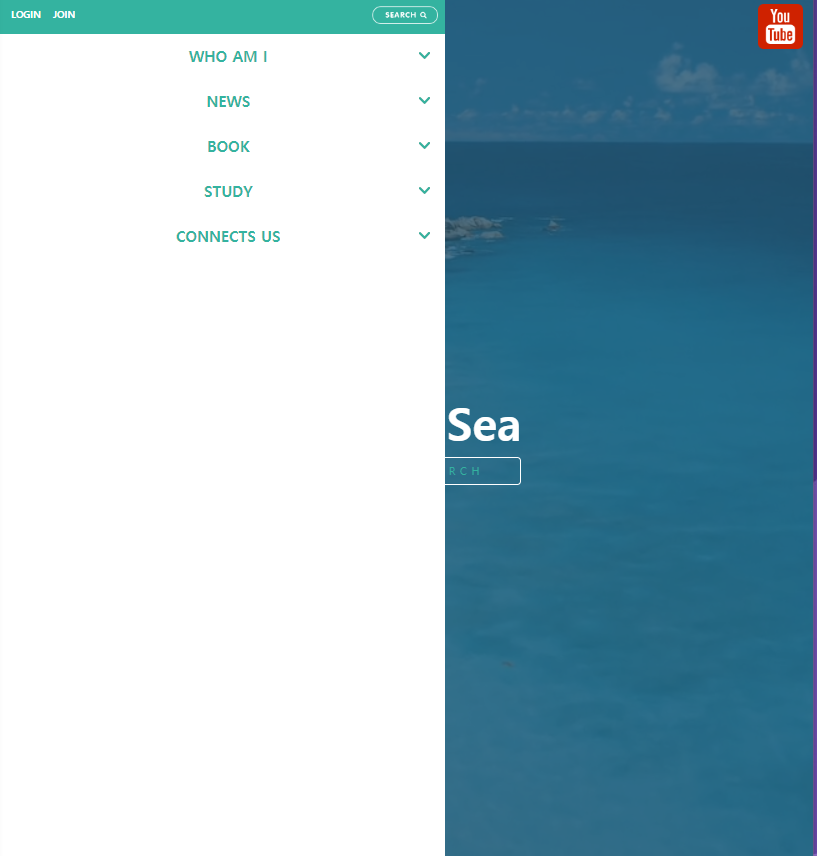 LOGIN JOIN SEARCH
WHO AM I
NEWS
BOOK
STUDY
CONNECTS US
You
Tube
Sea
RCH